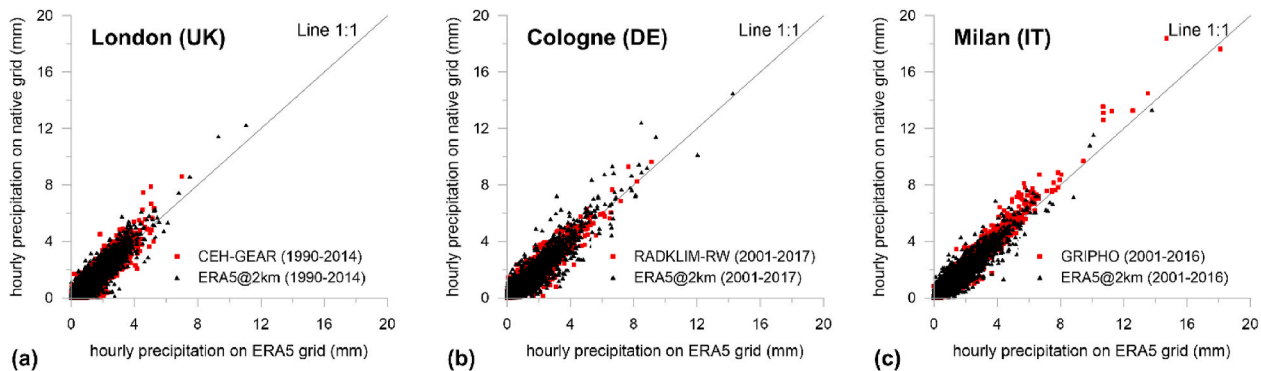 hourly precipitation on native grid (mm)
20
16
12
8
4
0
London (UK)
Line 1:1
CEH-GEAR (1990-2014)
ERA5@2km (1990-2014)
0 4 8 12 16 20
(a) hourly precipitation on ERA5 grid (mm)
hourly precipitation on native grid (mm)
20
16
12
8
4
0
Cologne (DE)
Line 1:1
RADKLIM-RW (2001-2017)
ERA5@2km (2001-2017)
0 4 8 12 16 20
(b) hourly precipitation on ERA5 grid (mm)
hourly precipitation on native grid (mm)
20
16
12
8
4
0
Milan (IT)
Line 1:1
GRIPHO (2001-2016)
ERA5@2km (2001-2016)
0 4 8 12 16 20
(c) hourly precipitation on ERA5 grid (mm)